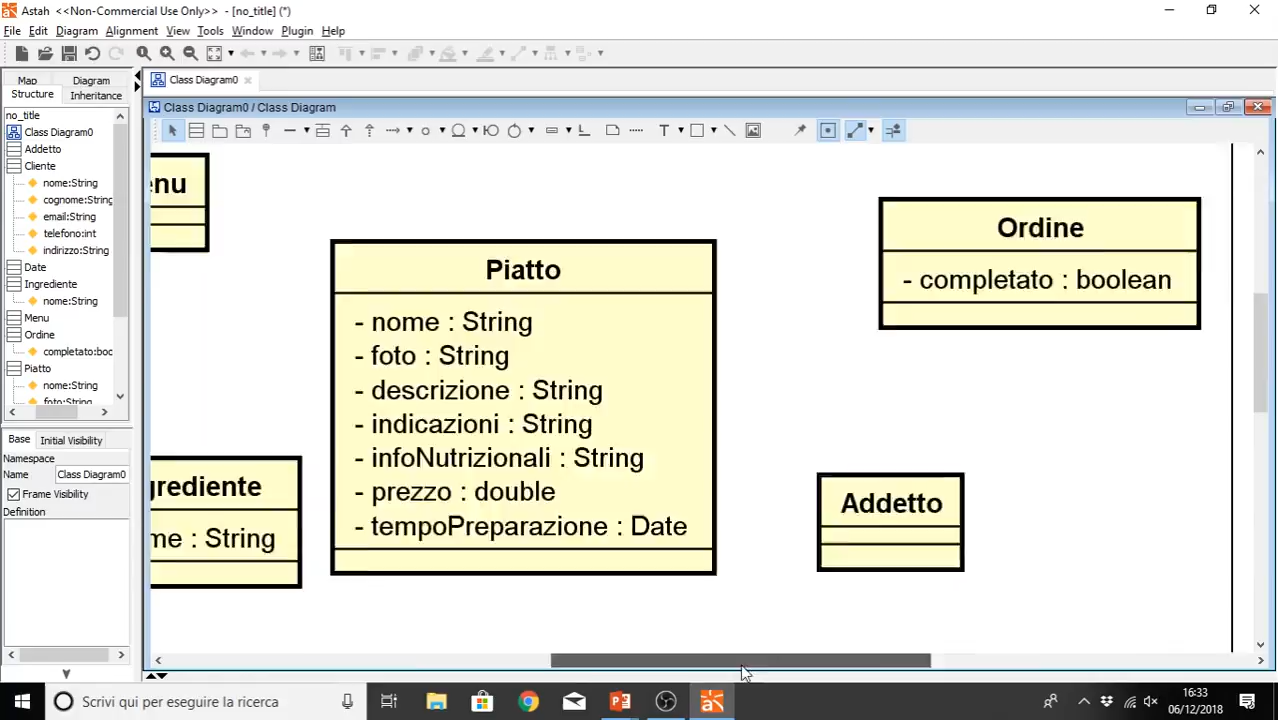 Astah <<Non-Commercial Use Only>> - [no_title] (*)
File Edit Diagram Alignment View Tools Window Plugin Help
Map Diagram
Structure Inheritance
no_title
Class Diagram0
Addetto
Cliente
nome:String
cognome:String
email:String
telefono:int
indirizzo:String
Date
Ingrediente
nome:String
Menu
Ordine
completato:boo
Piatto
nome:String
foto:String
Base Initial Visibility
Namespace
Name Class Diagram0
Frame Visibility
Definition
Class Diagram0
Class Diagram0 / Class Diagram
T
enu
Piatto
- nome : String
- foto : String
- descrizione : String
- indicazioni : String
- infoNutrizionali : String
- prezzo : double
- tempoPreparazione : Date
Ordine
- completato : boolean
grediente
me : String
Addetto
Scrivi qui per eseguire la ricerca
16:33
06/12/2018